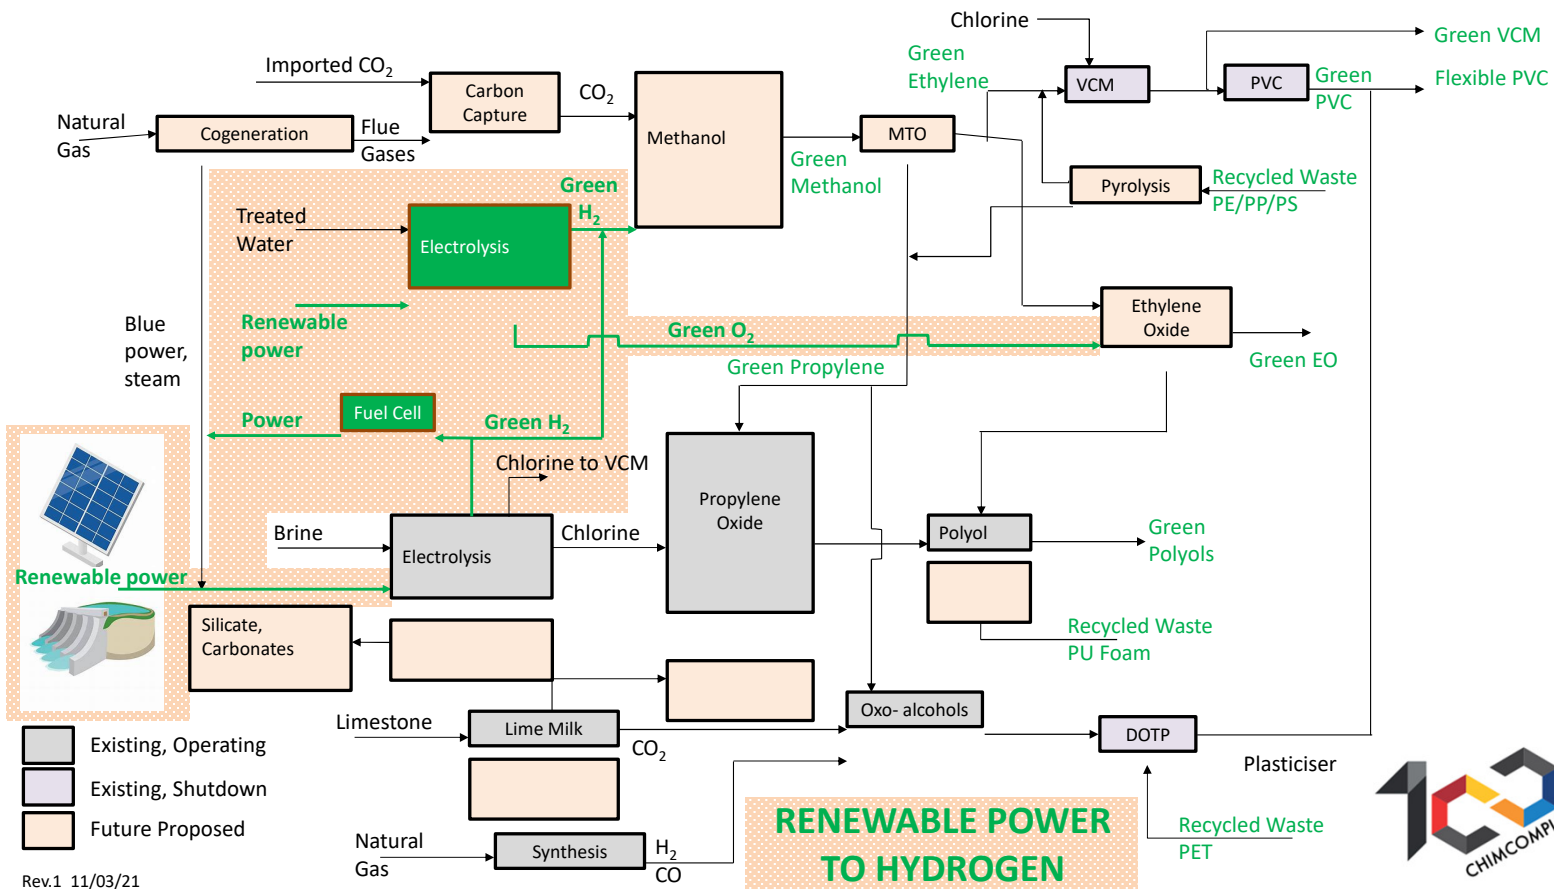 Chlorine
Green VCM
Green
Ethylene
Imported CO2
CO2
Carbon
Capture
VCM
PVC
Green
PVC
Flexible PVC
Natural
Gas
Cogeneration
Flue
Gases
Methanol
MTO
Green
Methanol
Pyrolysis
Recycled Waste
PE/PP/PS
Green
H2
Treated
Water
Electrolysis
Renewable
power
Green O2
Ethylene
Oxide
Green EO
Blue
power,
steam
Green Propylene
Power
Fuel Cell
Green H2
Chlorine to VCM
Propylene
Oxide
Brine
Electrolysis
Chlorine
Polyol
Green
Polyols
Renewable power
Silicate,
Carbonates
Recycled Waste
PU Foam
Limestone
Lime Milk
CO2
Oxo- alcohols
DOTP
Plasticiser
Existing, Operating
Existing, Shutdown
Future Proposed
Natural
Gas
Synthesis
H2
CO
RENEWABLE POWER
TO HYDROGEN
Recycled Waste
PET
Rev.1 11/03/21